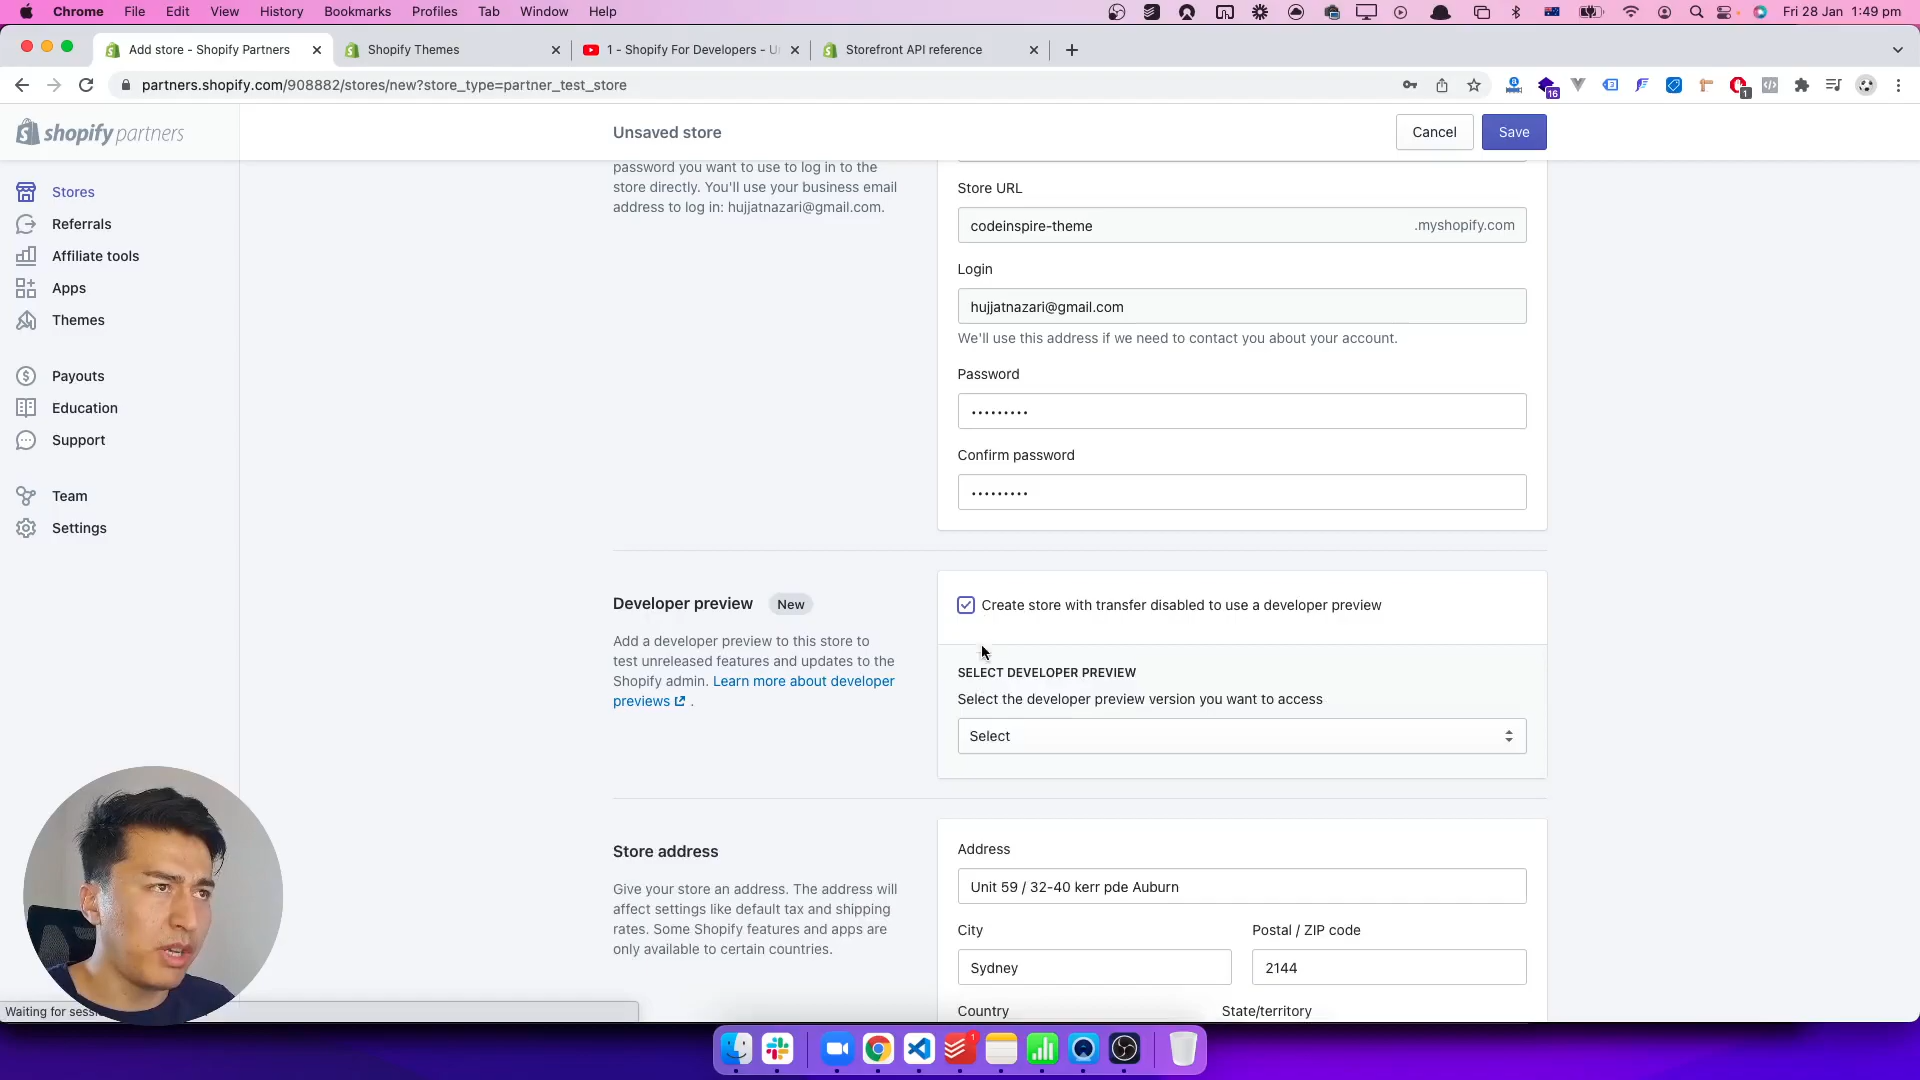 Chrome File Edit View History Bookmarks Profiles Tab Window Help Fri 28 Jan 1:49 pm
Add store - Shopify Partners Shopify Themes 1 - Shopify For Developers - U Storefront API reference
partners.shopify.com/908882/stores/new?store_type=partner_test_store 16 1
shopify partners
Unsaved store
Cancel Save
Stores
Referrals
Affiliate tools
Apps
Themes
Payouts
Education
Support
Team
Settings
password you want to use to log in to the
store directly. You'll use your business email
address to log in: hujjatnazari@gmail.com.
Store URL
codeinspire-theme .myshopify.com
Login
hujjatnazari@gmail.com
We'll use this address if we need to contact you about your account.
Password
•••••••••
Confirm password
•••••••••
Developer preview New
Add a developer preview to this store to
test unreleased features and updates to the
Shopify admin. Learn more about developer
previews .
Create store with transfer disabled to use a developer preview
SELECT DEVELOPER PREVIEW
Select the developer preview version you want to access
Select
Store address
Give your store an address. The address will
affect settings like default tax and shipping
rates. Some Shopify features and apps are
only available to certain countries.
Address
Unit 59 / 32-40 kerr pde Auburn
City Postal / ZIP code
Sydney 2144
Country State/territory
Waiting for sess
1